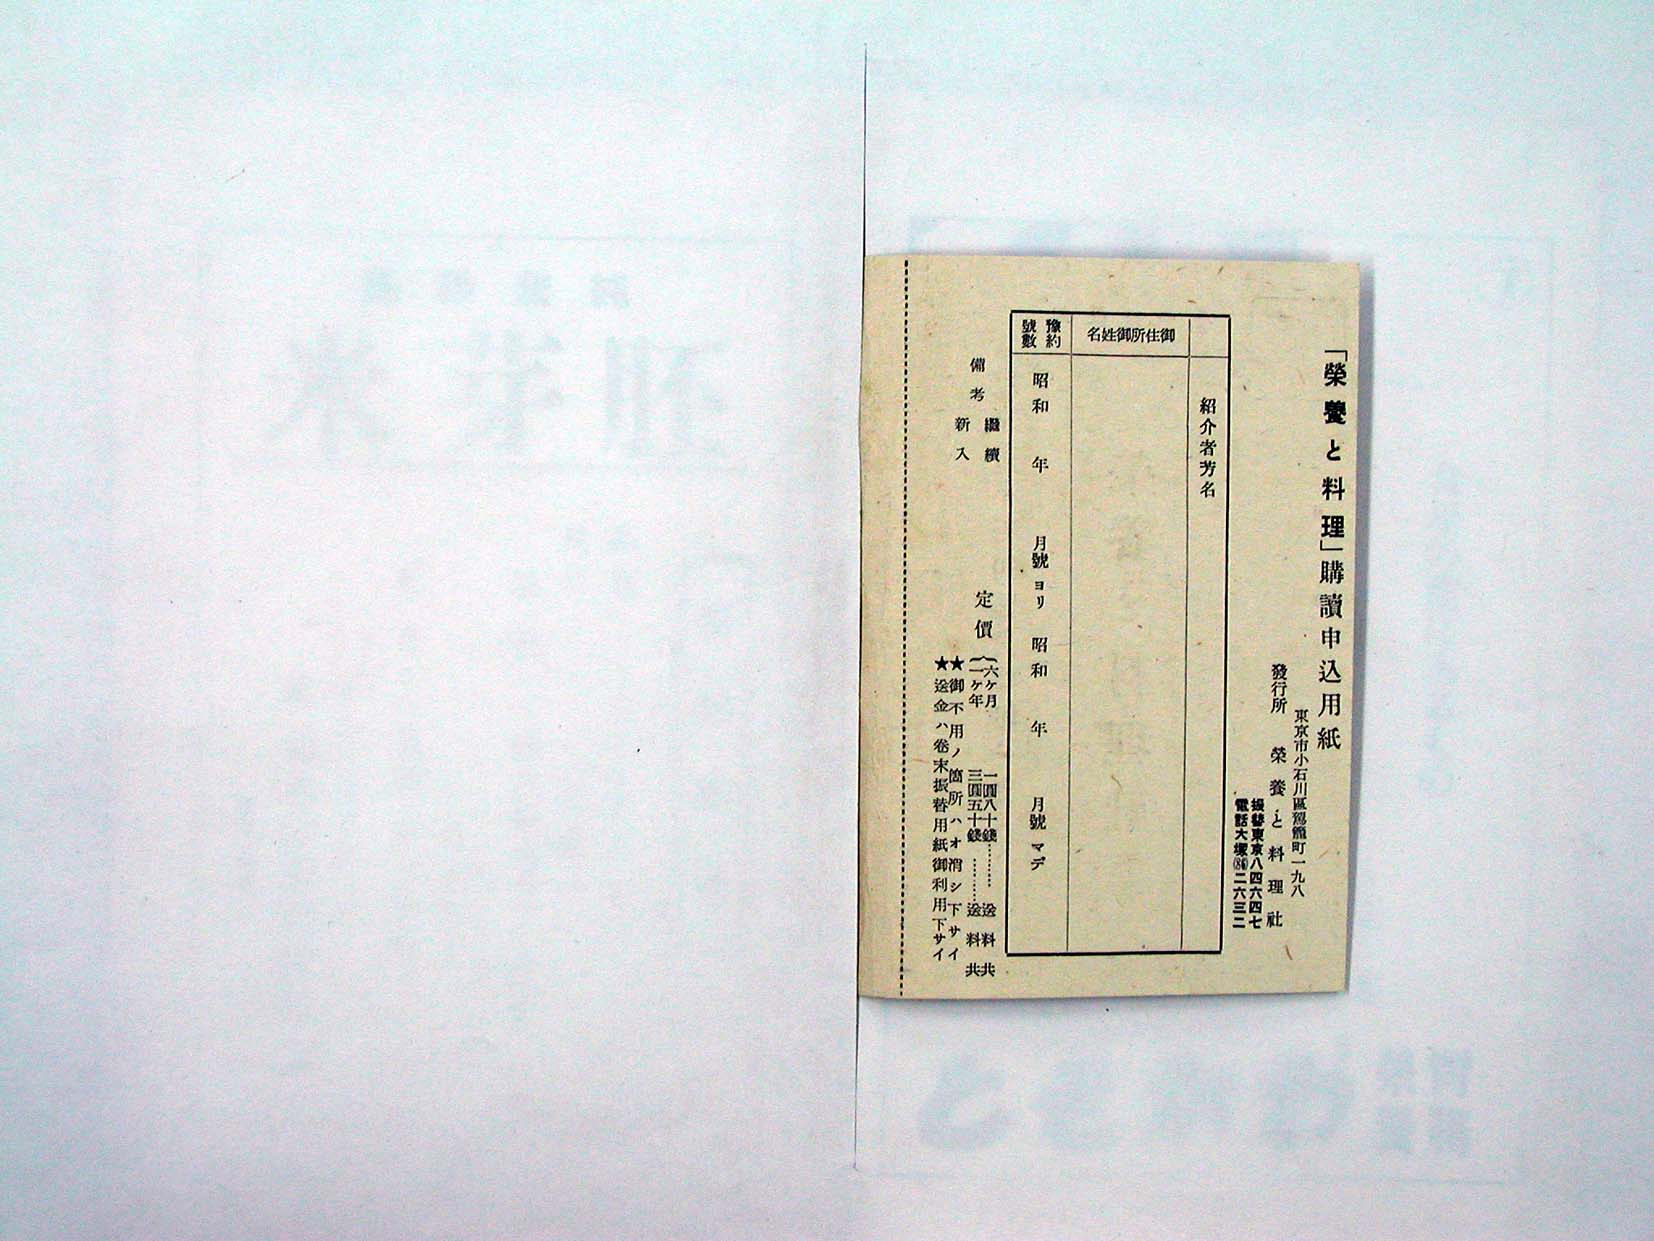 「榮養と料理」購讀申込用紙
東京市小石川區駕籠町一九八
發行所 榮養と料理社
振替東京八四六四七
電話大塚(86)二六三二
紹介者芳名
御住所御姓名
豫約號數
昭和 年 月號ヨリ 昭和 年 月號マデ
備考 繼續 新入
定價
六ケ月 一圓八十錢………送料共
一ケ年 三圓五十錢………送料共
★御不用ノ箇所ハオ消シ下サイ
★送金ハ卷末振替用紙御利用下サイ